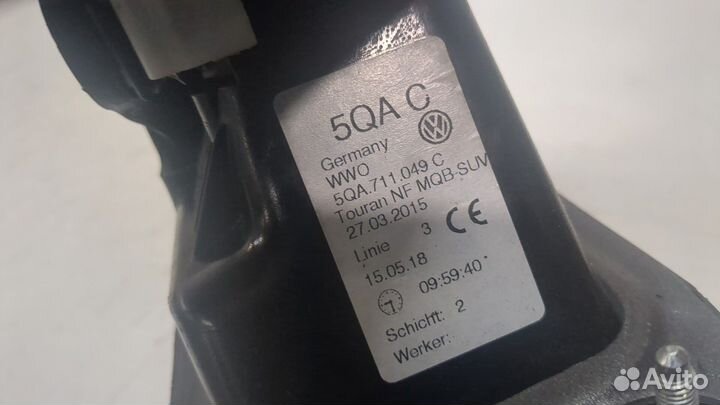 5QA C
Germany
WWO
5QA.711.049 C
Touran NF MQB-SUV
27.03.2015
Linie 3 CE
15.05.18 09:59:40
Schicht: 2
Werker:
Avito